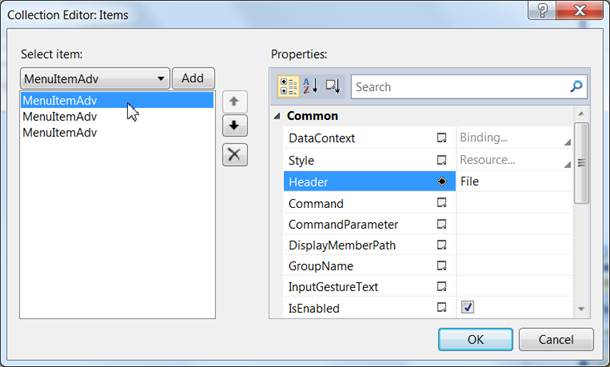 Collection Editor: Items
Select item:
MenuItemAdv
Add
MenuItemAdv
MenuItemAdv
MenuItemAdv
Properties:
Search
Common
DataContext Binding...
Style Resource...
Header File
Command
CommandParameter
DisplayMemberPath
GroupName
InputGestureText
IsEnabled
OK
Cancel